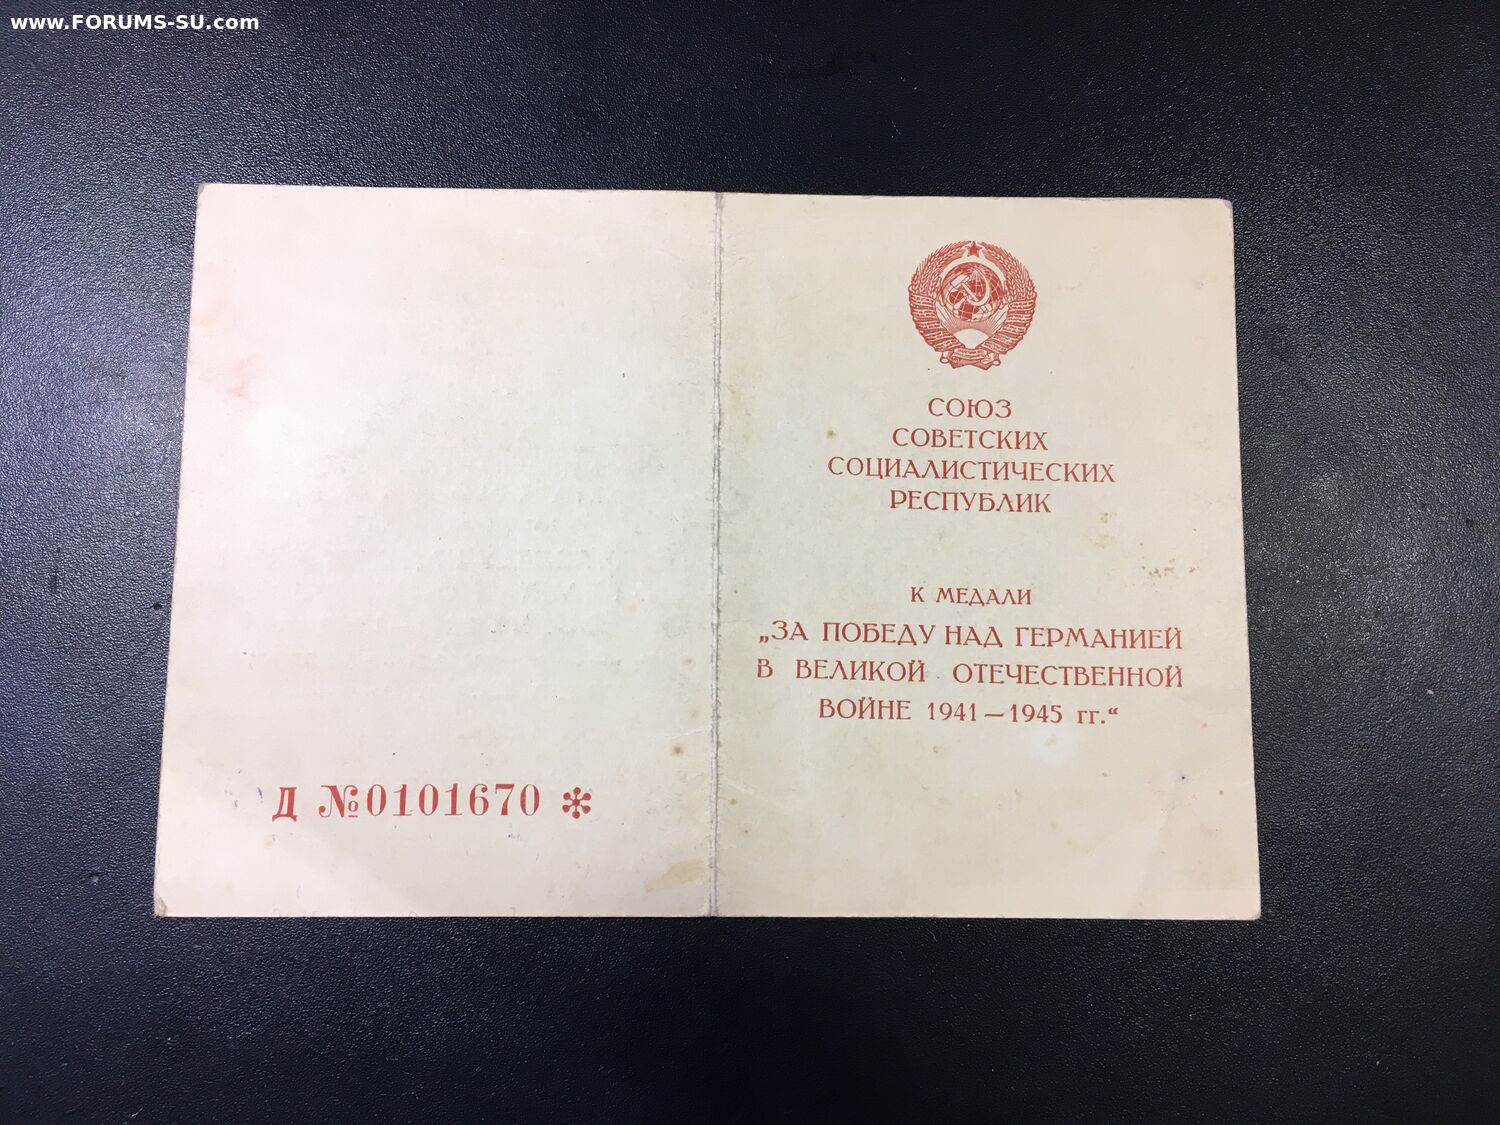 www.FORUMS-SU.com
СОЮЗ
СОВЕТСКИХ
СОЦИАЛИСТИЧЕСКИХ
РЕСПУБЛИК
К МЕДАЛИ
„ЗА ПОБЕДУ НАД ГЕРМАНИЕЙ
В ВЕЛИКОЙ ОТЕЧЕСТВЕННОЙ
ВОЙНЕ 1941—1945 гг.“
Д №0101670 *